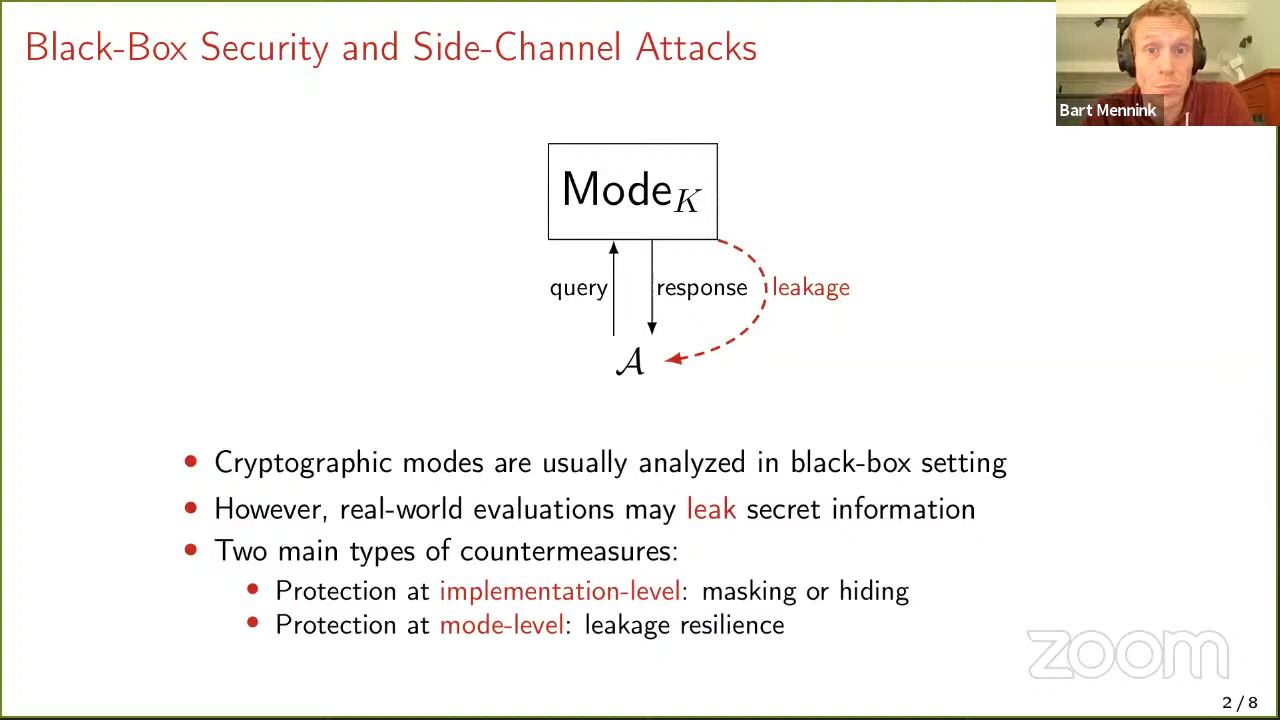 Black-Box Security and Side-Channel Attacks
Bart Mennink
Mode_K
query
response
leakage
𝒜
• Cryptographic modes are usually analyzed in black-box setting
• However, real-world evaluations may leak secret information
• Two main types of countermeasures:
• Protection at implementation-level: masking or hiding
• Protection at mode-level: leakage resilience
zoom
2 / 8